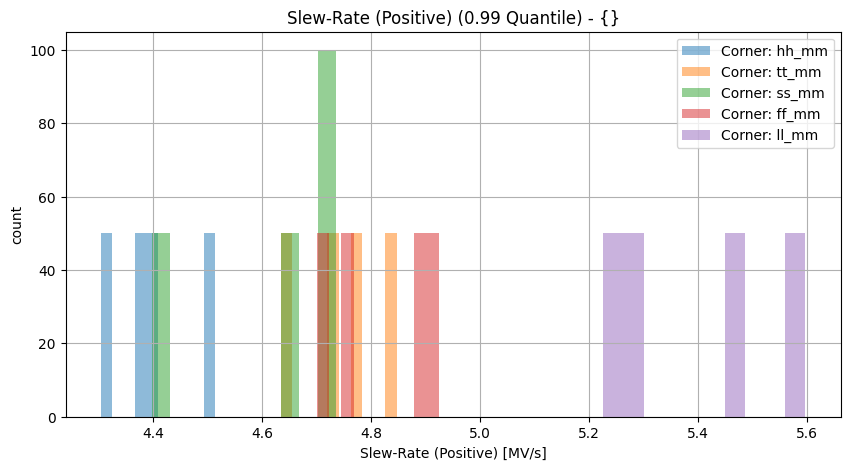 Slew-Rate (Positive) (0.99 Quantile) - {}
100
80
60
40
20
0
count
Corner: hh_mm
Corner: tt_mm
Corner: ss_mm
Corner: ff_mm
Corner: ll_mm
4.4 4.6 4.8 5.0 5.2 5.4 5.6
Slew-Rate (Positive) [MV/s]